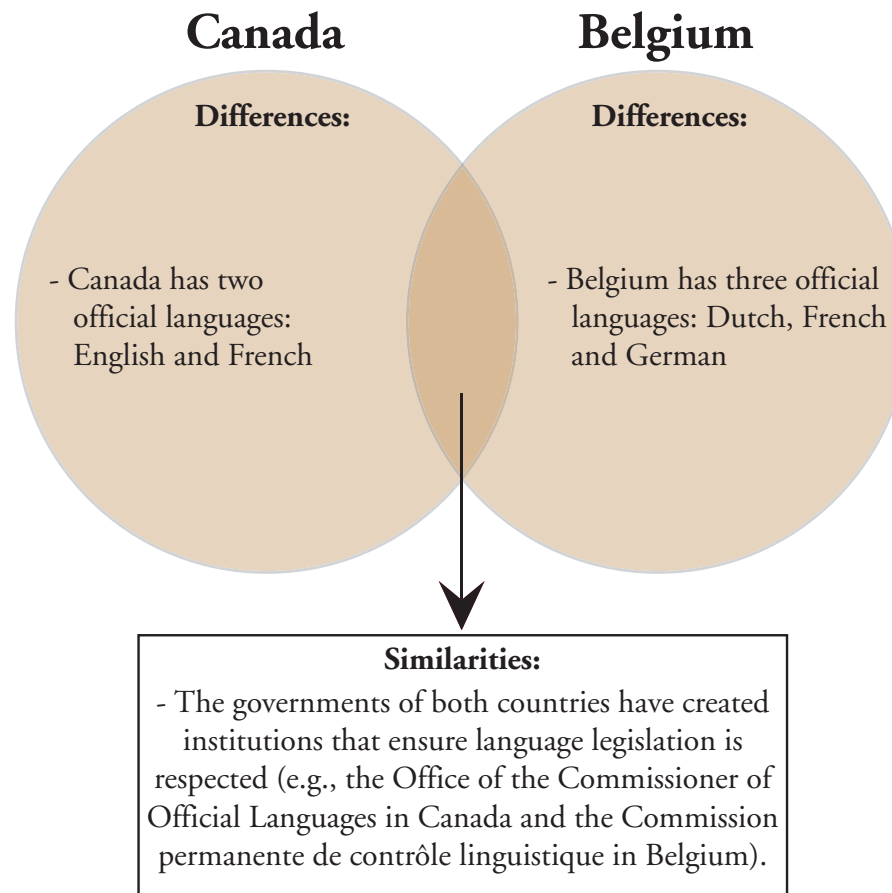 Canada
Belgium
Differences:
Differences:
- Canada has two
official languages:
English and French
- Belgium has three official
languages: Dutch, French
and German
Similarities:
- The governments of both countries have created
institutions that ensure language legislation is
respected (e.g., the Office of the Commissioner of
Official Languages in Canada and the Commission
permanente de contrôle linguistique in Belgium).